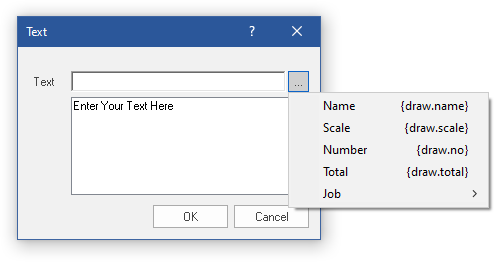 Text ?
Text ...
Enter Your Text Here
Name {draw.name}
Scale {draw.scale}
Number {draw.no}
Total {draw.total}
Job
OK Cancel